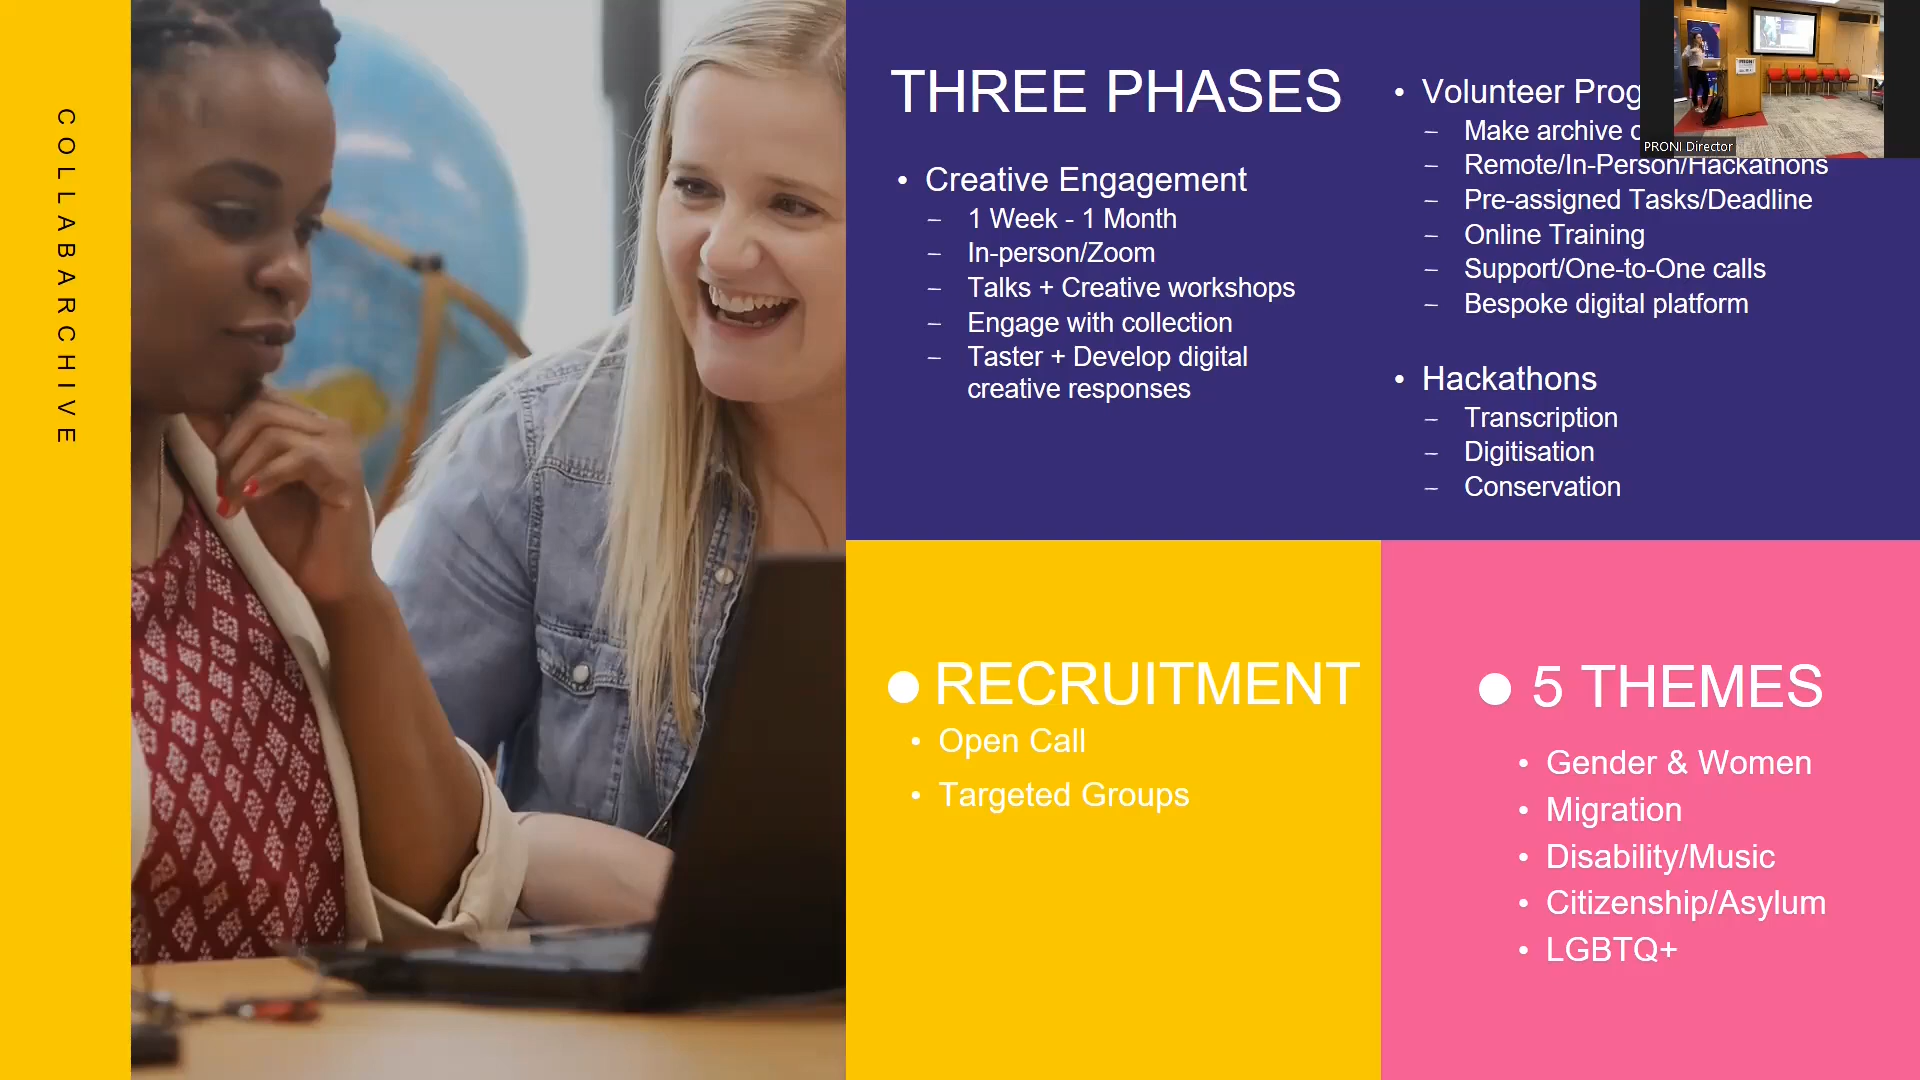 COLLABARCHIVE
THREE PHASES
• Creative Engagement
– 1 Week - 1 Month
– In-person/Zoom
– Talks + Creative workshops
– Engage with collection
– Taster + Develop digital
creative responses
• Volunteer Prog
– Make archive
– Remote/In-Person/Hackathons
– Pre-assigned Tasks/Deadline
– Online Training
– Support/One-to-One calls
– Bespoke digital platform
• Hackathons
– Transcription
– Digitisation
– Conservation
PRONI Director
• RECRUITMENT
• Open Call
• Targeted Groups
• 5 THEMES
• Gender & Women
• Migration
• Disability/Music
• Citizenship/Asylum
• LGBTQ+